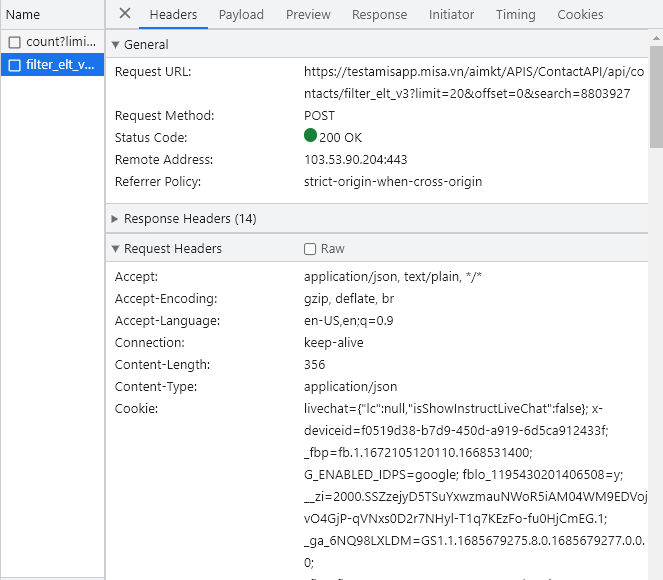 Name
Headers Payload Preview Response Initiator Timing Cookies
count?limi...
filter_elt_v...
General
Request URL: https://testamisapp.misa.vn/aimkt/APIS/ContactAPI/api/co
ntacts/filter_elt_v3?limit=20&offset=0&search=8803927
Request Method: POST
Status Code: 200 OK
Remote Address: 103.53.90.204:443
Referrer Policy: strict-origin-when-cross-origin
Response Headers (14)
Request Headers Raw
Accept: application/json, text/plain, */*
Accept-Encoding: gzip, deflate, br
Accept-Language: en-US,en;q=0.9
Connection: keep-alive
Content-Length: 356
Content-Type: application/json
Cookie: livechat={"lc":null,"isShowInstructLiveChat":false}; x-
deviceid=f0519d38-b7d9-450d-a919-6d5ca912433f;
_fbp=fb.1.1672105120110.1668531400;
G_ENABLED_IDPS=google; fblo_1195430201406508=y;
__zi=2000.SSZzejyD5TSuYxwzmauNWoR5iAM04WM9EDVoj
vO4GjP-qVNxs0D2r7NHyl-T1q7KEzFo-fu0HjCmEG.1;
_ga_6NQ98LXLDM=GS1.1.1685679275.8.0.1685679277.0.0.
0;